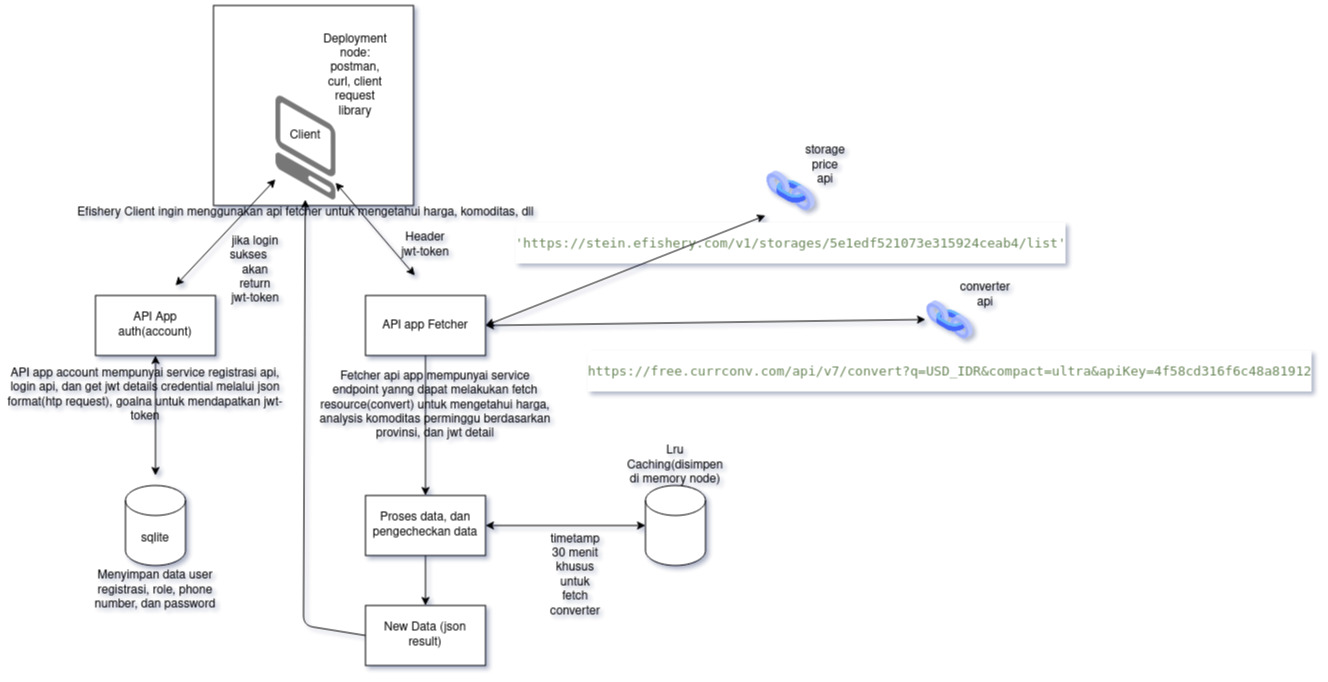 Deployment
node:
postman,
curl, client
request
library
Client
Efishery Client ingin menggunakan api fetcher untuk mengetahui harga, komoditas, dll
jika login
sukses
akan
return
jwt-token
Header
jwt-token
storage
price
api
'https://stein.efishery.com/v1/storages/5e1edf521073e315924ceab4/list'
converter
api
https://free.currconv.com/api/v7/convert?q=USD_IDR&compact=ultra&apiKey=4f58cd316f6c48a81912
API App
auth(account)
API app Fetcher
API app account mempunyai service registrasi api,
login api, dan get jwt details credential melalui json
format(htp request), goalna untuk mendapatkan jwt-
token
Fetcher api app mempunyai service
endpoint yanng dapat melakukan fetch
resource(convert) untuk mengetahui harga,
analysis komoditas perminggu berdasarkan
provinsi, dan jwt detail
Lru
Caching(disimpen
di memory node)
sqlite
Menyimpan data user
registrasi, role, phone
number, dan password
Proses data, dan
pengecheckan data
timetamp
30 menit
khusus
untuk
fetch
converter
New Data (json
result)